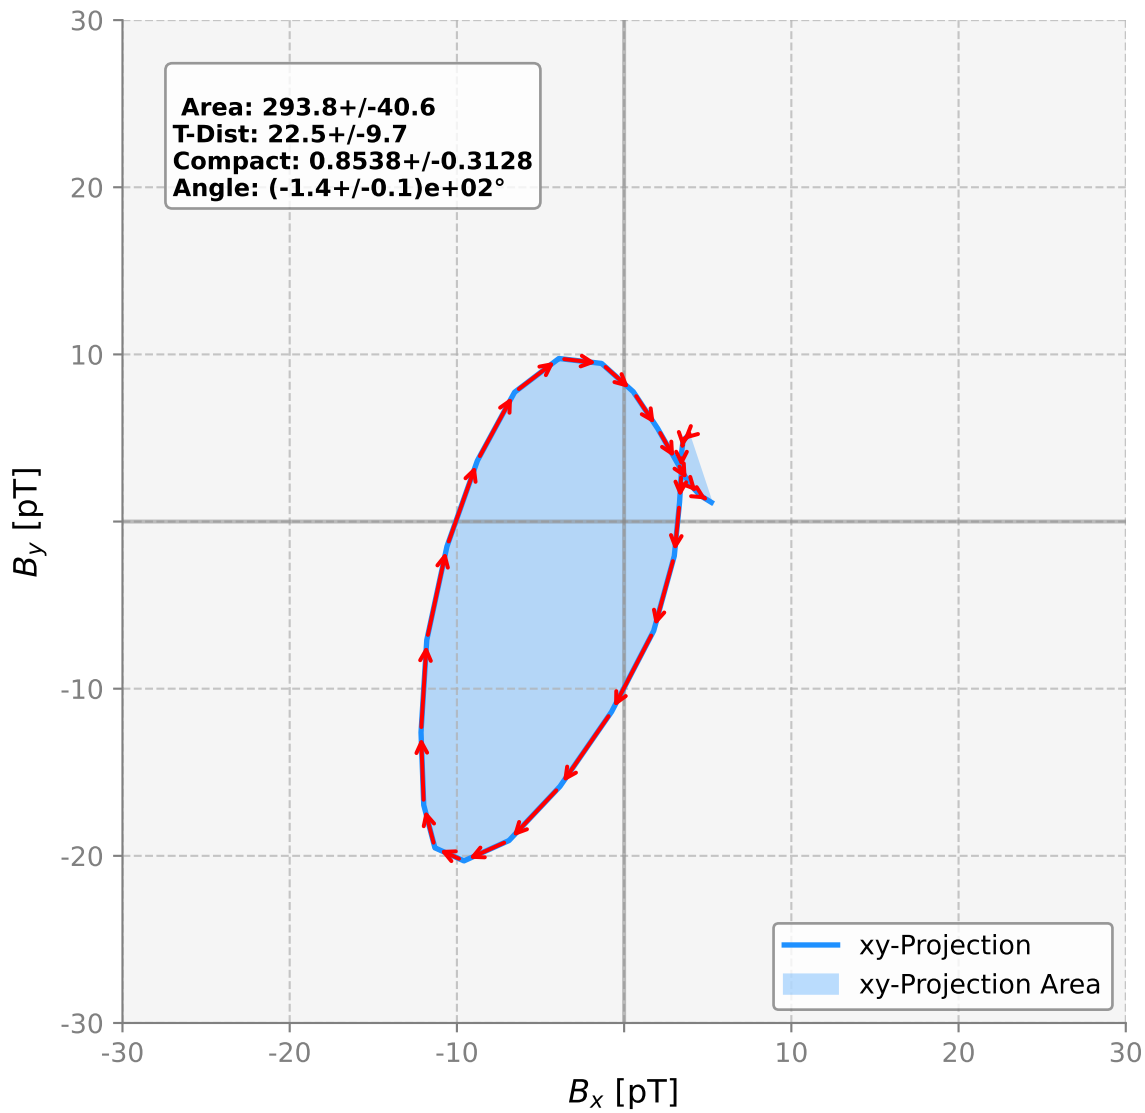 30
20
10
-10
-20
-30
-30
-20
-10
10
20
30
B_y [pT]
B_x [pT]
Area: 293.8+/-40.6
T-Dist: 22.5+/-9.7
Compact: 0.8538+/-0.3128
Angle: (-1.4+/-0.1)e+02°
xy-Projection
xy-Projection Area